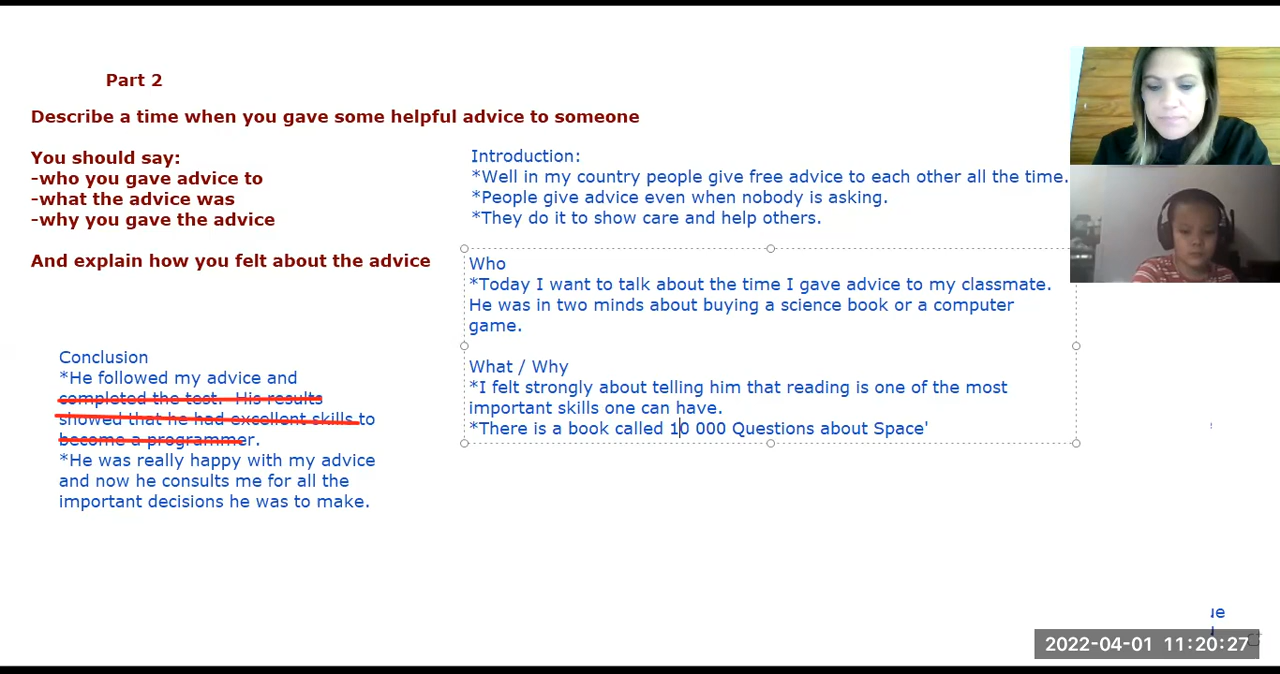 Part 2
Describe a time when you gave some helpful advice to someone
You should say:
-who you gave advice to
-what the advice was
-why you gave the advice
And explain how you felt about the advice
Introduction:
*Well in my country people give free advice to each other all the time.
*People give advice even when nobody is asking.
*They do it to show care and help others.
Who
*Today I want to talk about the time I gave advice to my classmate.
He was in two minds about buying a science book or a computer
game.
What / Why
*I felt strongly about telling him that reading is one of the most
important skills one can have.
*There is a book called 10 000 Questions about Space'
Conclusion
*He followed my advice and
completed the test. His results
showed that he had excellent skills to
become a programmer.
*He was really happy with my advice
and now he consults me for all the
important decisions he was to make.
2022-04-01 11:20:27